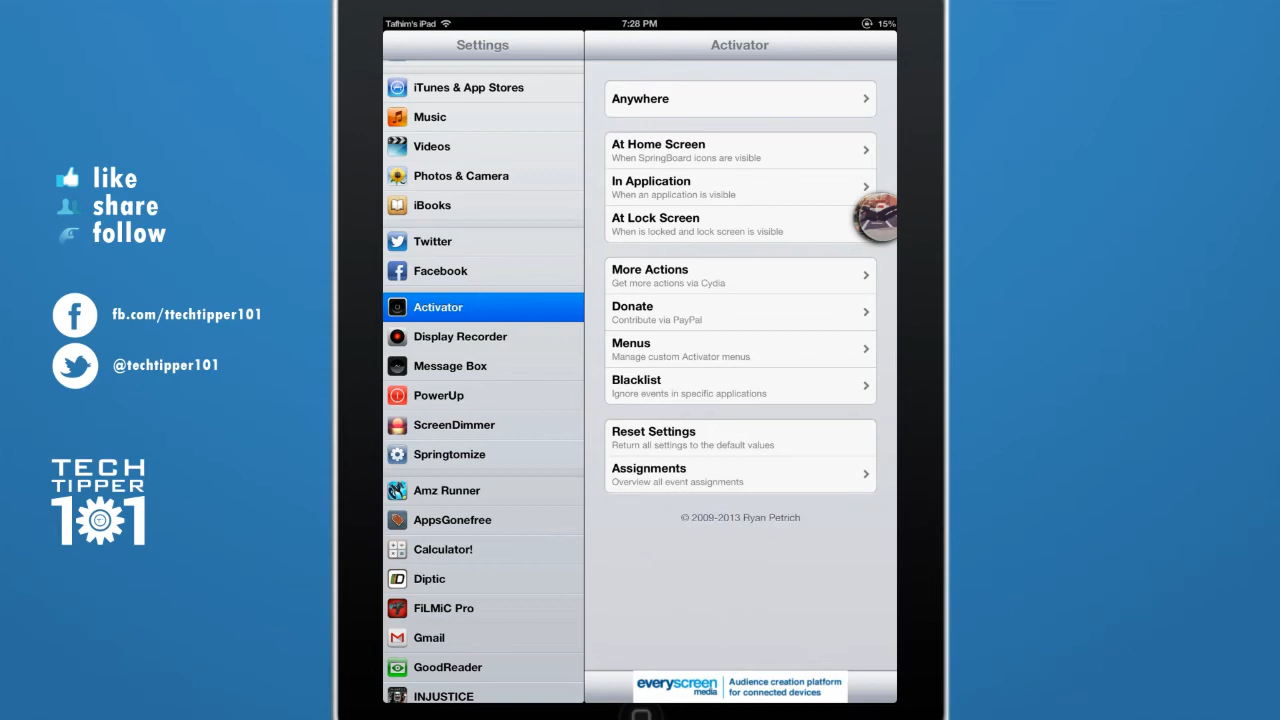 Tafhim's iPad
7:28 PM
15%
Settings
Activator
iTunes & App Stores
Music
Videos
Photos & Camera
iBooks
Twitter
Facebook
Activator
Display Recorder
Message Box
PowerUp
ScreenDimmer
Springtomize
Amz Runner
AppsGonefree
Calculator!
Diptic
FiLMiC Pro
Gmail
GoodReader
INJUSTICE
Anywhere
At Home Screen
When SpringBoard icons are visible
In Application
When an application is visible
At Lock Screen
When is locked and lock screen is visible
More Actions
Get more actions via Cydia
Donate
Contribute via PayPal
Menus
Manage custom Activator menus
Blacklist
Ignore events in specific applications
Reset Settings
Return all settings to the default values
Assignments
Overview all event assignments
© 2009-2013 Ryan Petrich
everyscreen
media
Audience creation platform
for connected devices
like
share
follow
fb.com/ttechtipper101
@techtipper101
TECH
TIPPER
101